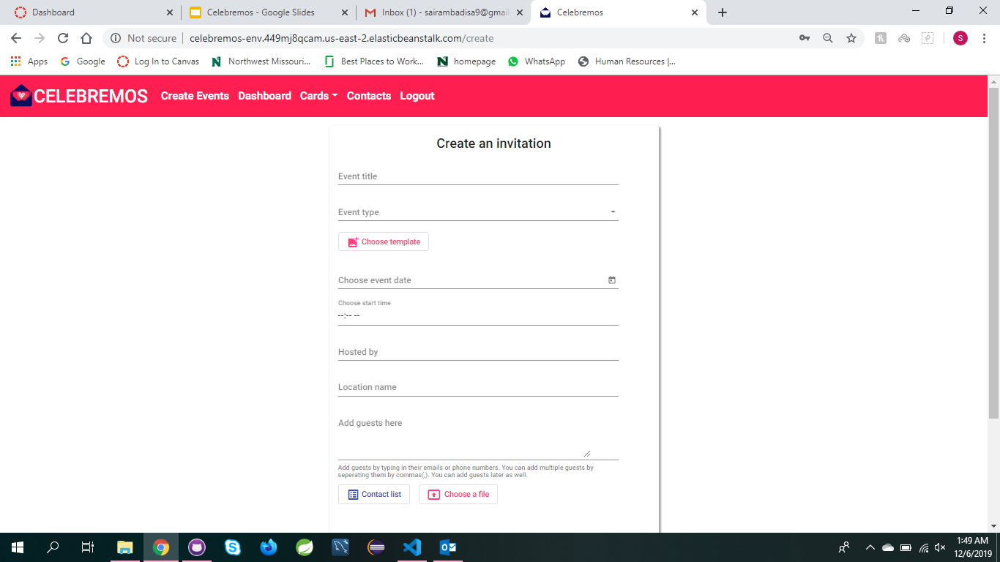 Dashboard
Celebremos - Google Slides
Inbox (1) - sairambadisa9@gmai
Celebremos
Not secure
celebremos-env.449mj8qcam.us-east-2.elasticbeanstalk.com/create
S
Apps
Google
Log In to Canvas
Northwest Missouri...
Best Places to Work...
homepage
WhatsApp
Human Resources |...
CELEBREMOS
Create Events
Dashboard
Cards
Contacts
Logout
Create an invitation
Event title
Event type
Choose template
Choose event date
Choose start time
--:-- --
Hosted by
Location name
Add guests here
Add guests by typing in their emails or phone numbers. You can add multiple guests by
seperating them by commas(,). You can add guests later as well.
Contact list
Choose a file
1:49 AM
12/6/2019